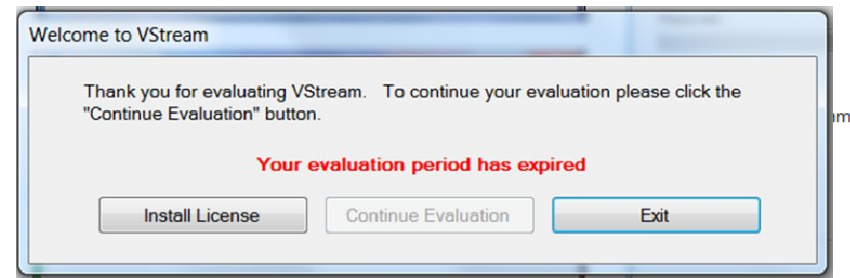 Welcome to VStream
Thank you for evaluating VStream. To continue your evaluation please click the
"Continue Evaluation" button.
Your evaluation period has expired
Install License
Continue Evaluation
Exit